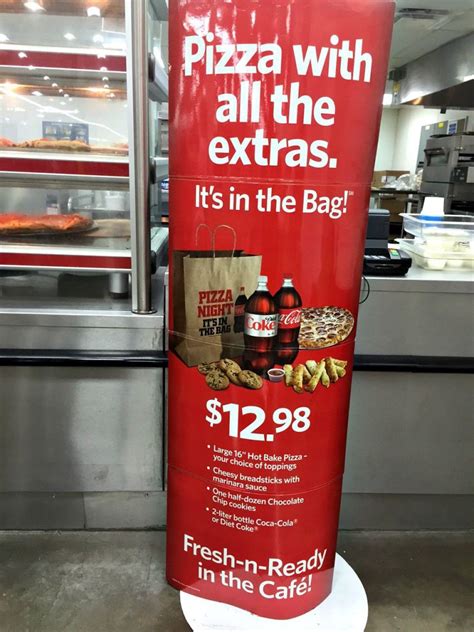 Pizza with
all the
extras.
It's in the Bag!
PIZZA
NIGHT
IT'S IN
THE BAG
Diet
Coke
Coca-Cola
$12.98
• Large 16" Hot Bake Pizza –
your choice of toppings
• Cheesy breadsticks with
marinara sauce
• One half-dozen Chocolate
Chip cookies
• 2-liter bottle Coca-Cola®
or Diet Coke®
Fresh-n-Ready
in the Café!